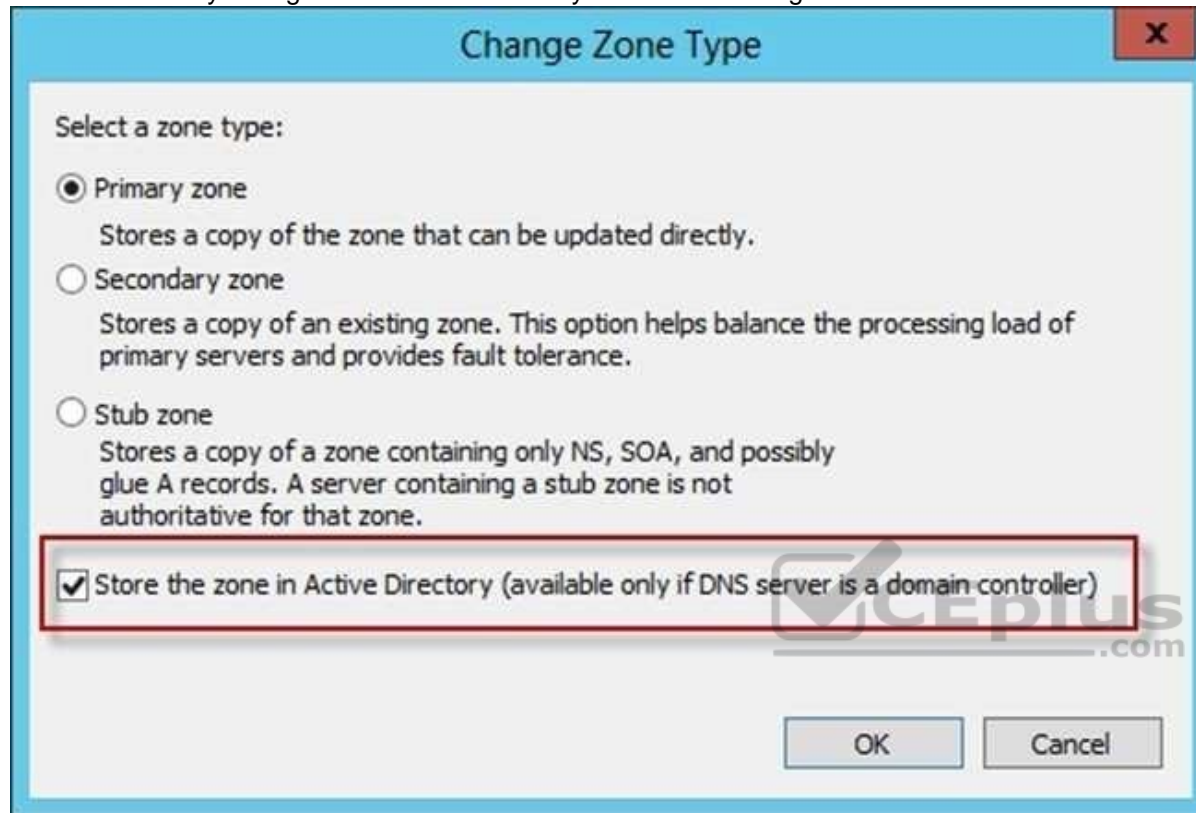 Change Zone Type
x
Select a zone type:
Primary zone
Stores a copy of the zone that can be updated directly.
Secondary zone
Stores a copy of an existing zone. This option helps balance the processing load of
primary servers and provides fault tolerance.
Stub zone
Stores a copy of a zone containing only NS, SOA, and possibly
glue A records. A server containing a stub zone is not
authoritative for that zone.
Store the zone in Active Directory (available only if DNS server is a domain controller)
CEplus
.com
OK Cancel